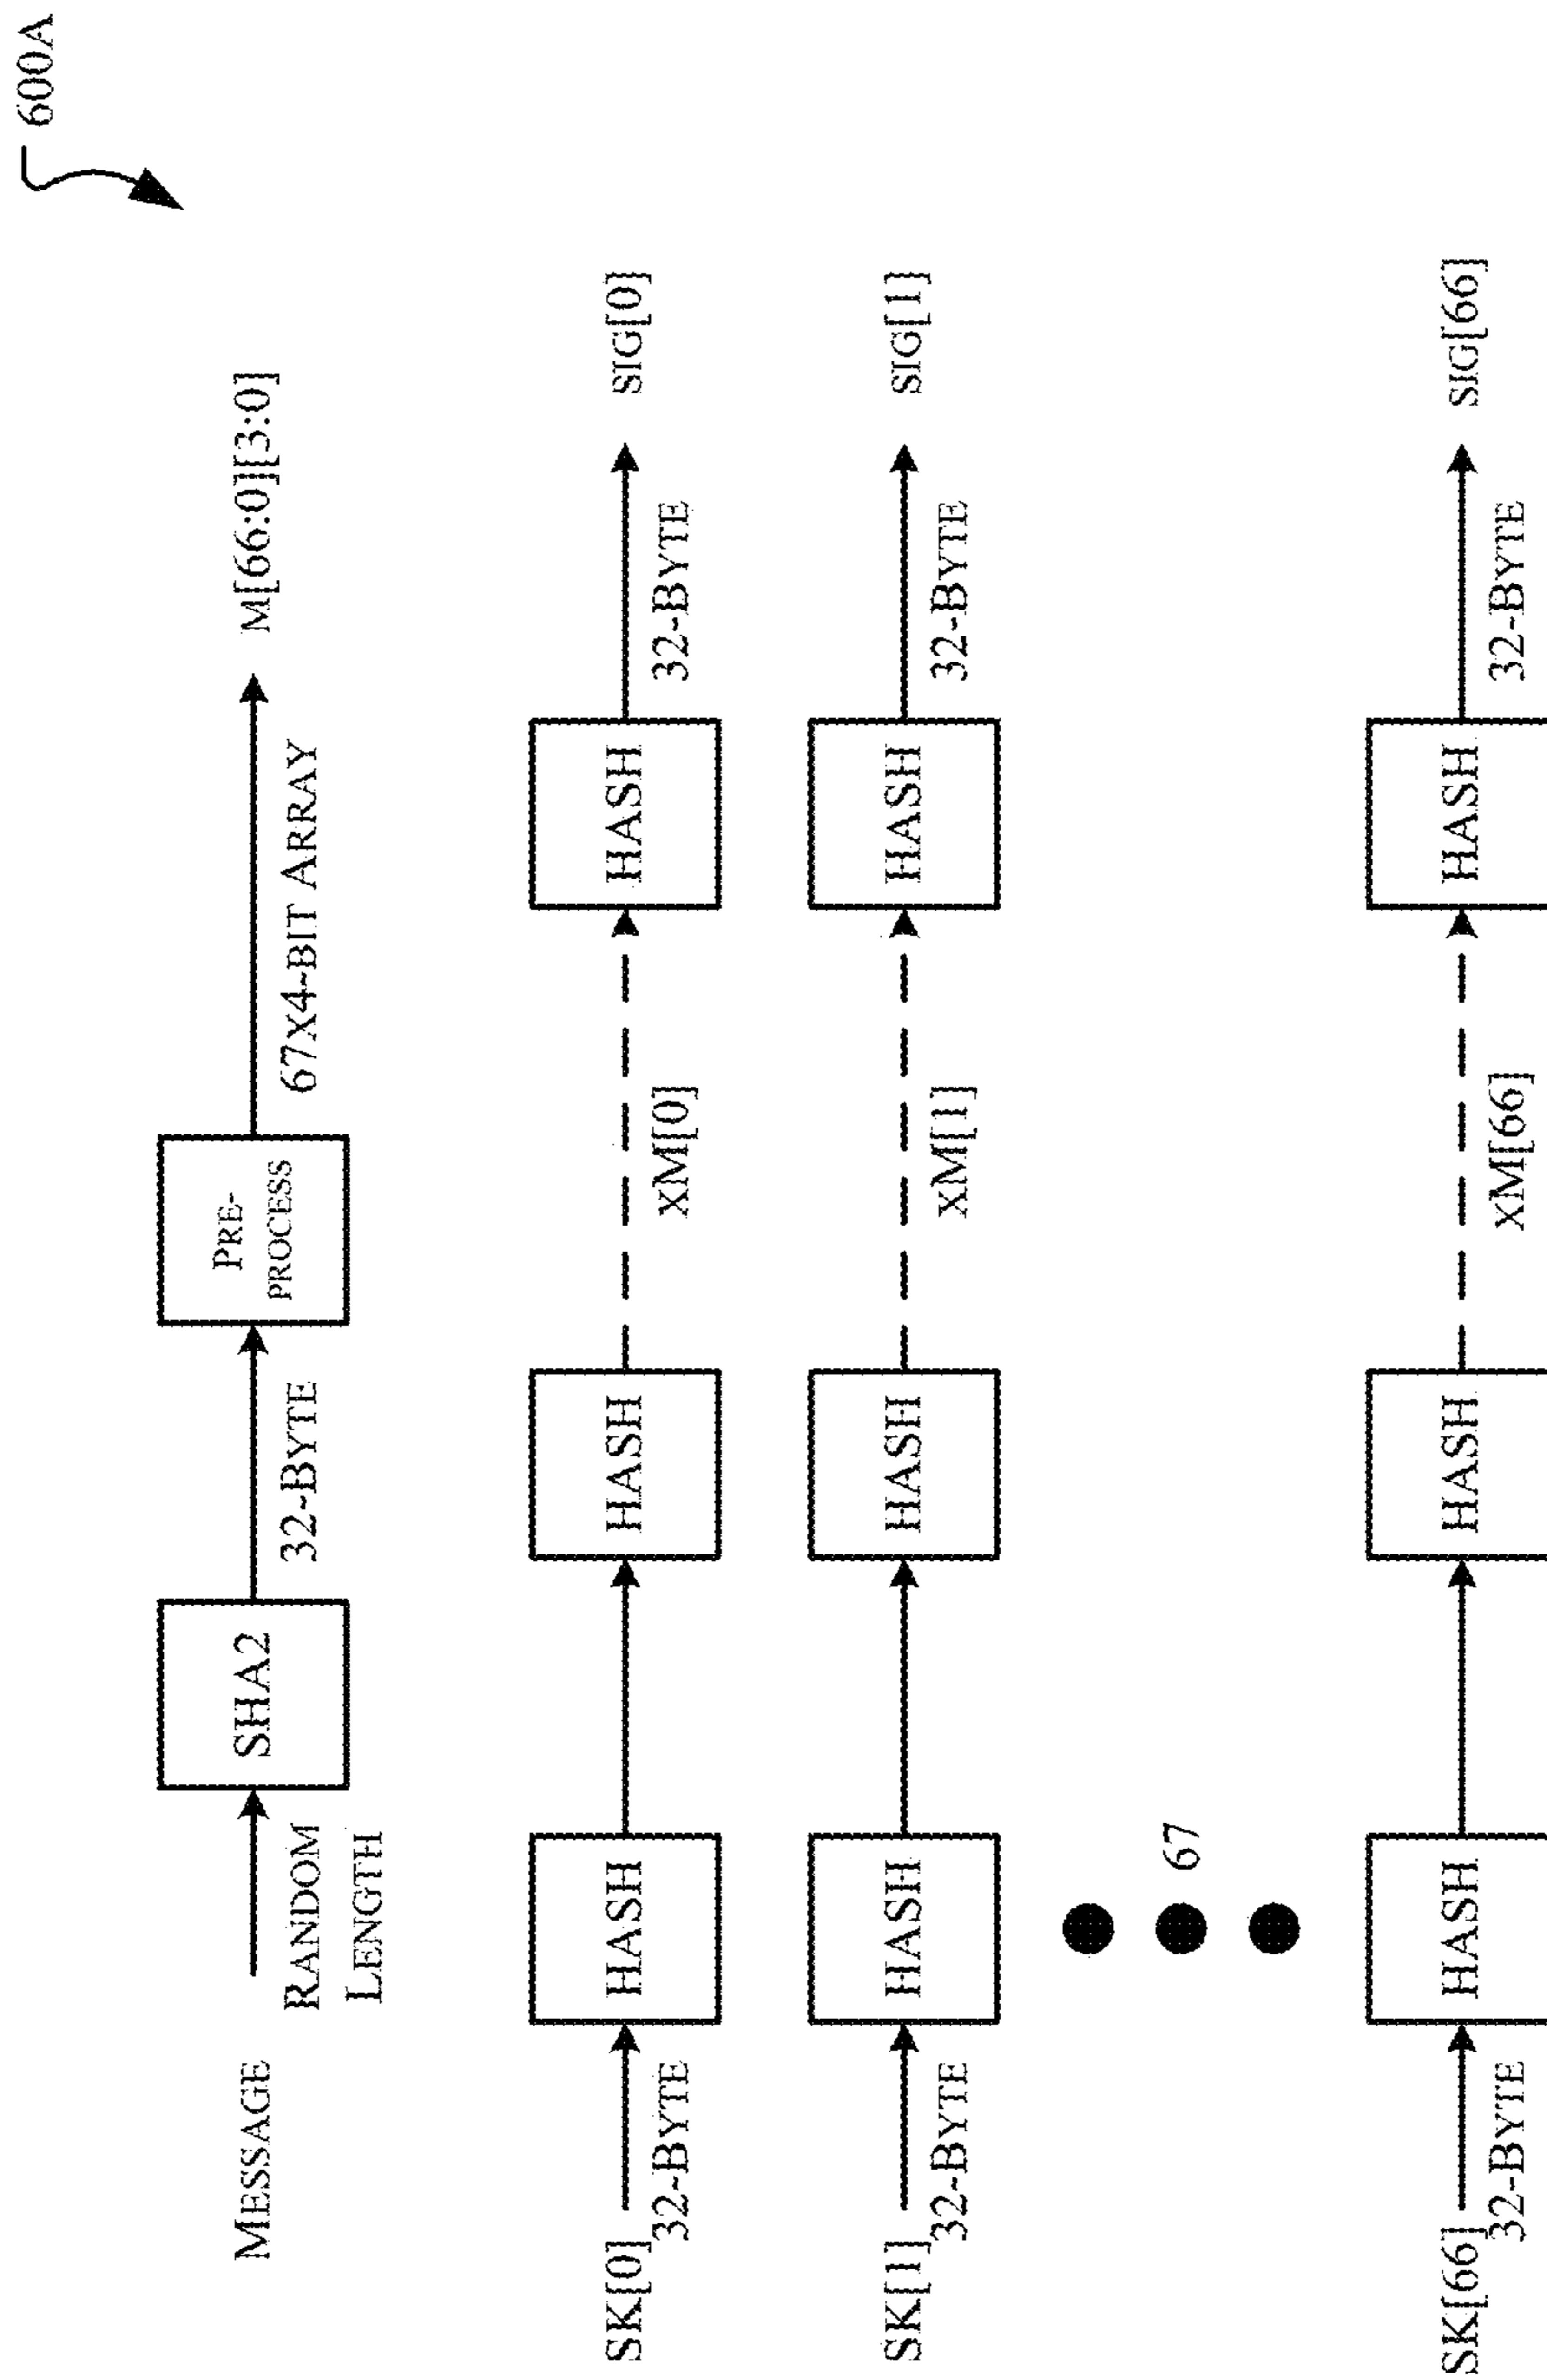 600A
MESSAGE
RANDOM
LENGTH
SHA2
32-BYTE
PRE-
PROCESS
67X4-BIT ARRAY
M[66:0][3:0]
SK[0]
32-BYTE
HASH
HASH
XM[0]
HASH
32-BYTE
SIG[0]
SK[1]
32-BYTE
HASH
HASH
XM[1]
HASH
32-BYTE
SIG[1]
67
SK[66]
32-BYTE
HASH
HASH
XM[66]
HASH
32-BYTE
SIG[66]